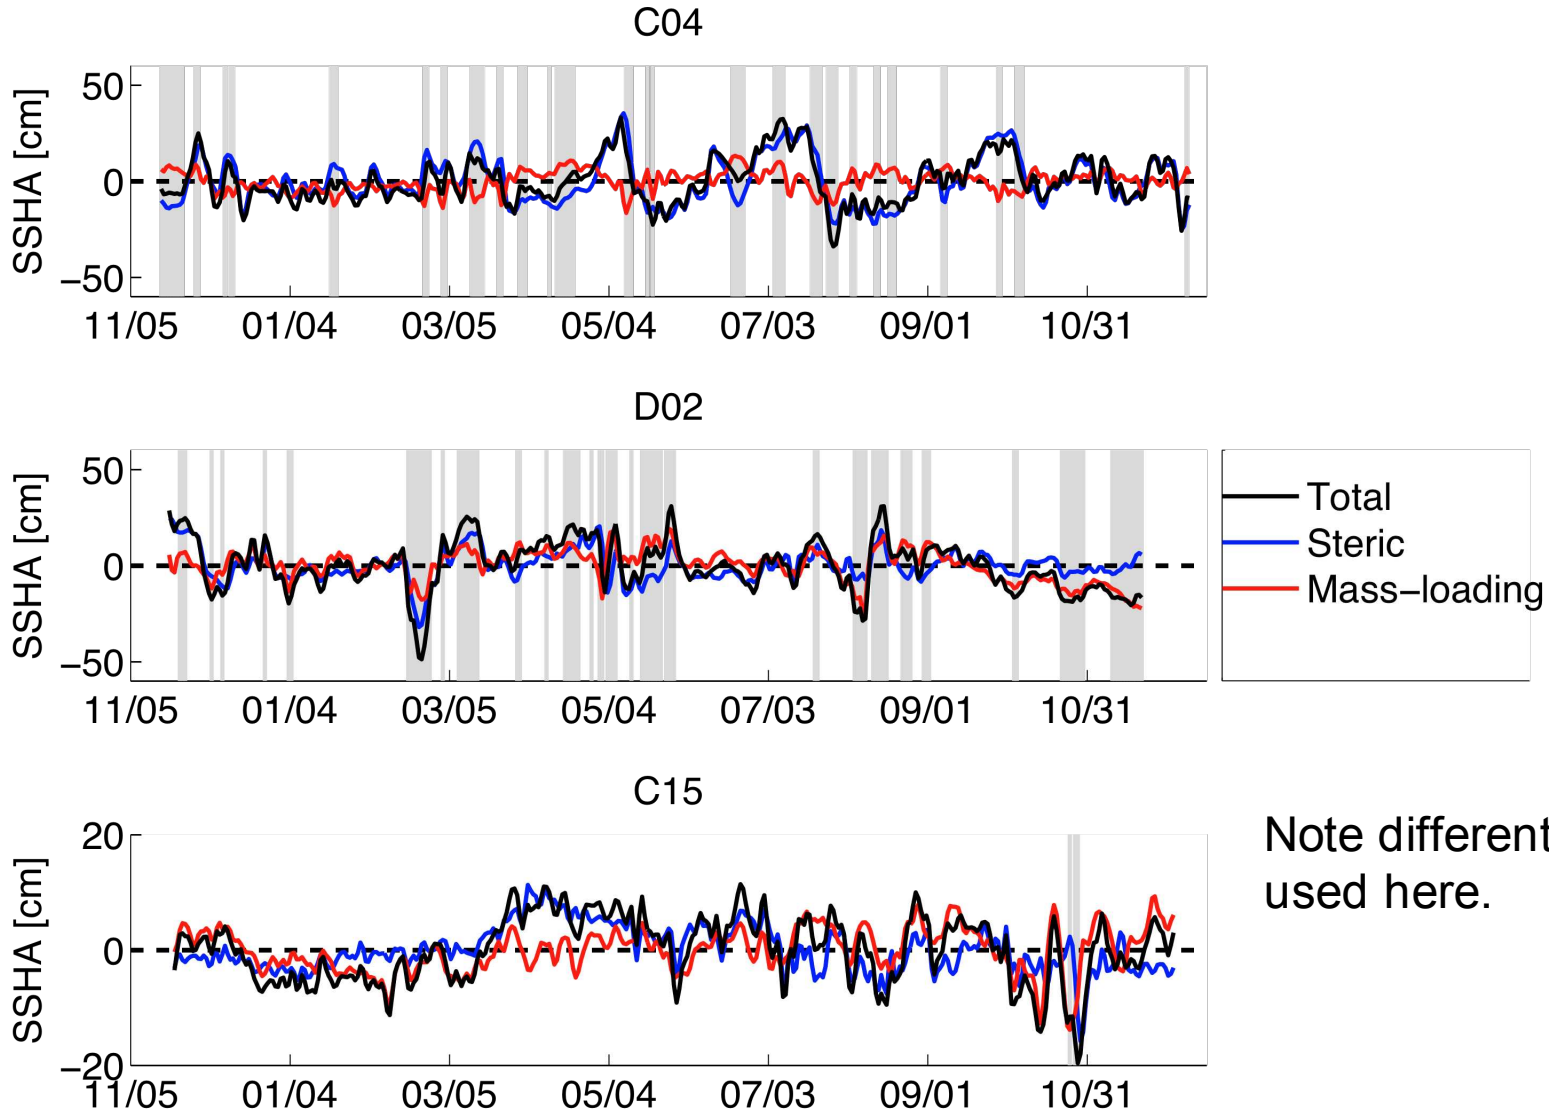 C04
SSHA [cm]
50
0
−50
11/05 01/04 03/05 05/04 07/03 09/01 10/31
D02
SSHA [cm]
50
0
−50
11/05 01/04 03/05 05/04 07/03 09/01 10/31
Total
Steric
Mass−loading
C15
SSHA [cm]
20
0
−20
11/05 01/04 03/05 05/04 07/03 09/01 10/31
Note different
used here.